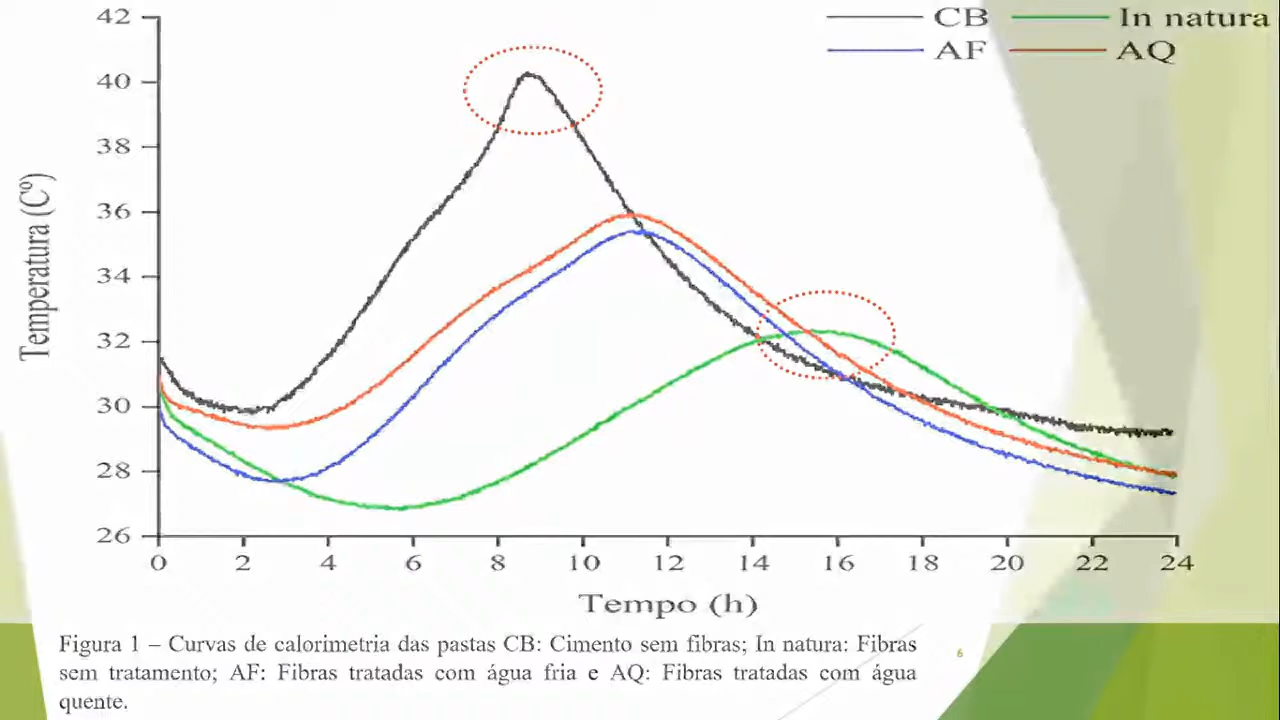 42
40
38
36
34
32
30
28
26
Temperatura (Cº)
CB In natura
AF AQ
0 2 4 6 8 10 12 14 16 18 20 22 24
Tempo (h)
Figura 1 – Curvas de calorimetria das pastas CB: Cimento sem fibras; In natura: Fibras
sem tratamento; AF: Fibras tratadas com água fria e AQ: Fibras tratadas com água
quente.
6